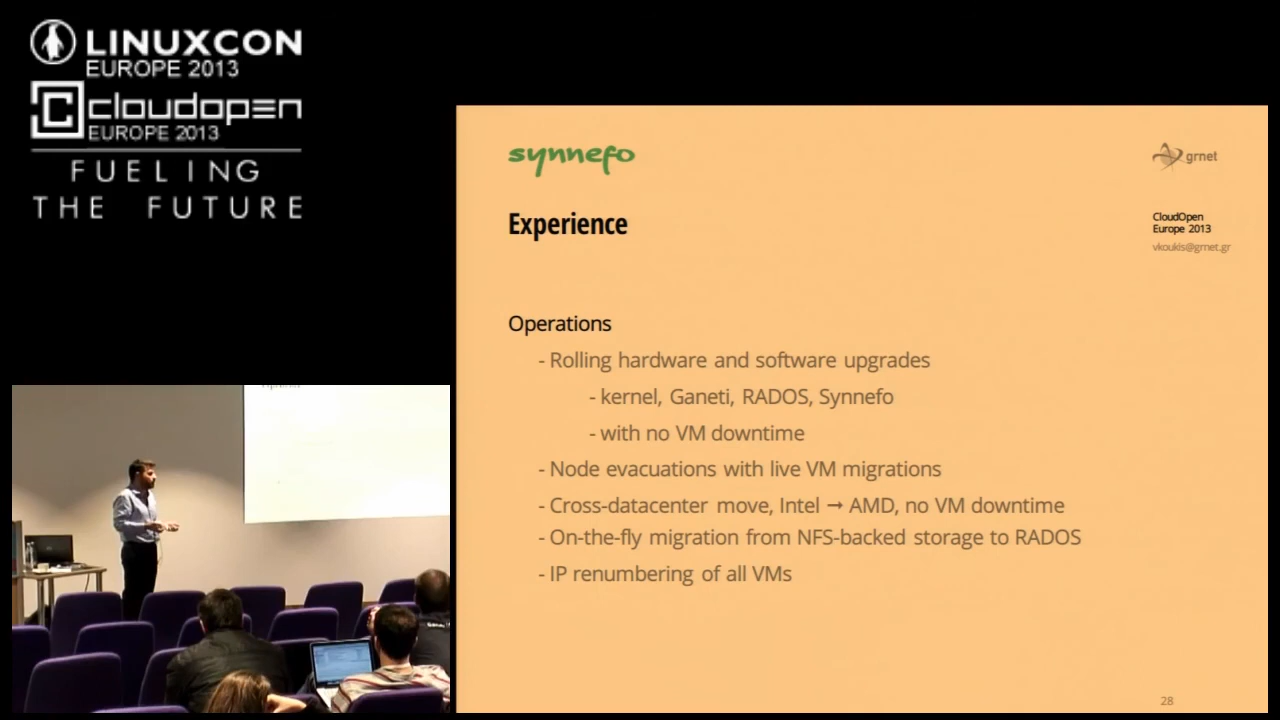 LINUXCON
EUROPE 2013
cloudopen
EUROPE 2013
FUELING
THE FUTURE
synnefo
grnet
Experience
CloudOpen
Europe 2013
vkoukis@grnet.gr
Operations
- Rolling hardware and software upgrades
- kernel, Ganeti, RADOS, Synnefo
- with no VM downtime
- Node evacuations with live VM migrations
- Cross-datacenter move, Intel → AMD, no VM downtime
- On-the-fly migration from NFS-backed storage to RADOS
- IP renumbering of all VMs
28